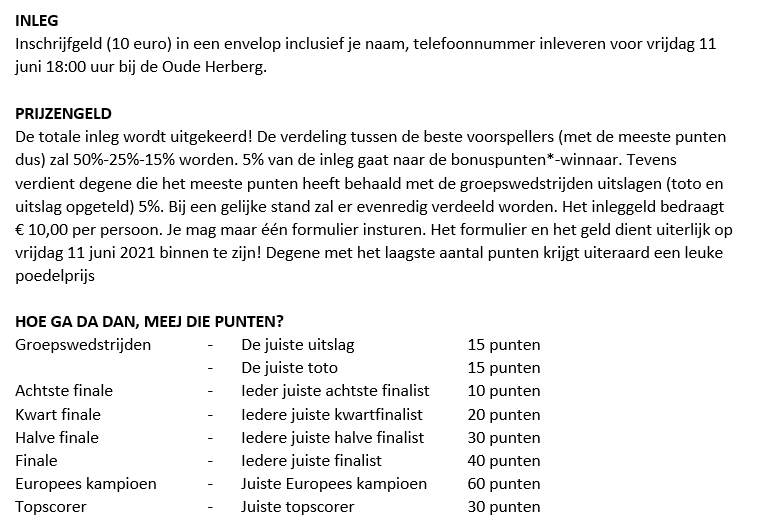 INLEG
Inschrijfgeld (10 euro) in een envelop inclusief je naam, telefoonnummer inleveren voor vrijdag 11
juni 18:00 uur bij de Oude Herberg.
PRIJZENGELD
De totale inleg wordt uitgekeerd! De verdeling tussen de beste voorspellers (met de meeste punten
dus) zal 50%-25%-15% worden. 5% van de inleg gaat naar de bonuspunten*-winnaar. Tevens
verdient degene die het meeste punten heeft behaald met de groepswedstrijden uitslagen (toto en
uitslag opgeteld) 5%. Bij een gelijke stand zal er evenredig verdeeld worden. Het inleggeld bedraagt
€ 10,00 per persoon. Je mag maar één formulier insturen. Het formulier en het geld dient uiterlijk op
vrijdag 11 juni 2021 binnen te zijn! Degene met het laagste aantal punten krijgt uiteraard een leuke
poedelprijs
HOE GA DA DAN, MEEJ DIE PUNTEN?
Groepswedstrijden - De juiste uitslag 15 punten
- De juiste toto 15 punten
Achtste finale - Ieder juiste achtste finalist 10 punten
Kwart finale - Iedere juiste kwartfinalist 20 punten
Halve finale - Iedere juiste halve finalist 30 punten
Finale - Iedere juiste finalist 40 punten
Europees kampioen - Juiste Europees kampioen 60 punten
Topscorer - Juiste topscorer 30 punten